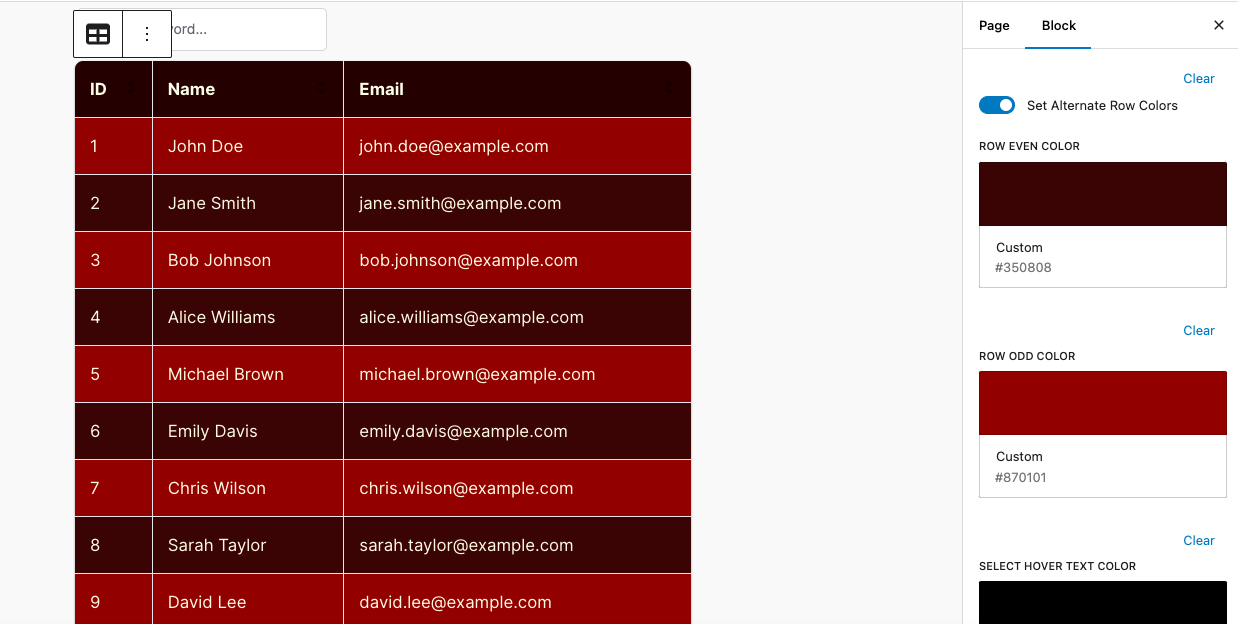 ord...
ID Name Email
1 John Doe john.doe@example.com
2 Jane Smith jane.smith@example.com
3 Bob Johnson bob.johnson@example.com
4 Alice Williams alice.williams@example.com
5 Michael Brown michael.brown@example.com
6 Emily Davis emily.davis@example.com
7 Chris Wilson chris.wilson@example.com
8 Sarah Taylor sarah.taylor@example.com
9 David Lee david.lee@example.com
Page Block
Clear
Set Alternate Row Colors
ROW EVEN COLOR
Custom
#350808
Clear
ROW ODD COLOR
Custom
#870101
Clear
SELECT HOVER TEXT COLOR